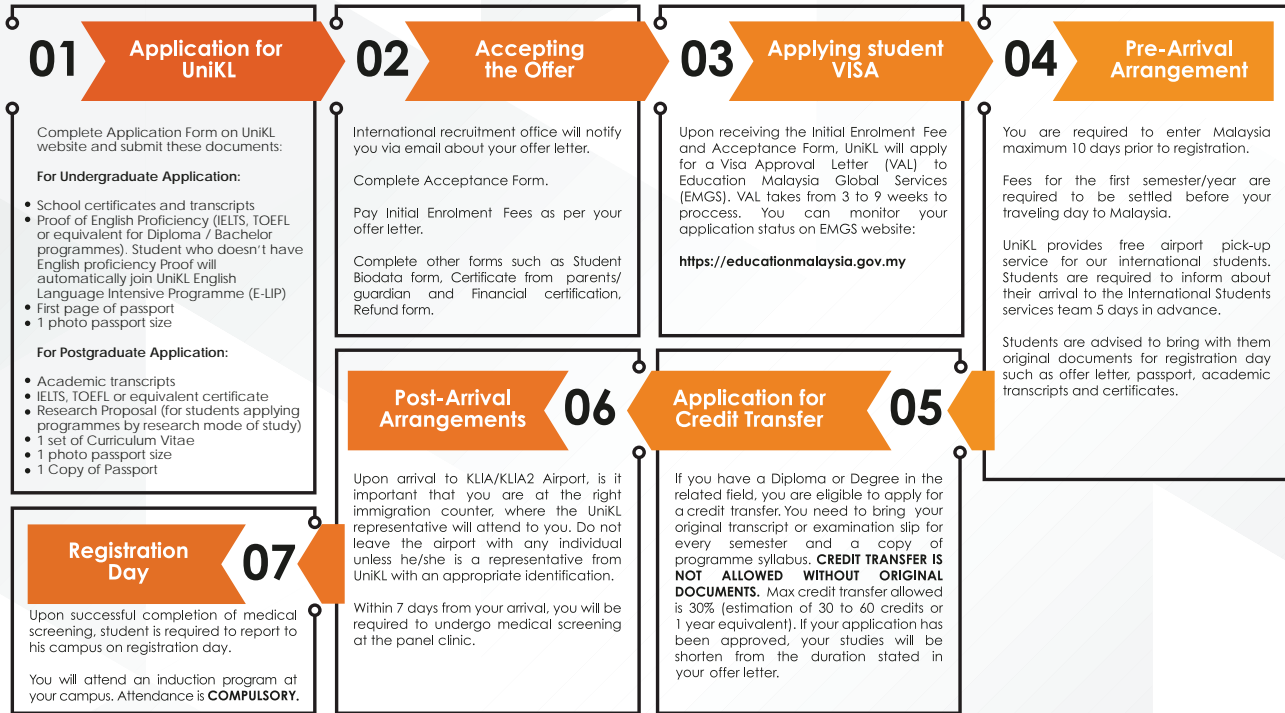 01
Application for
UniKL
Complete Application Form on UniKL
website and submit these documents:
For Undergraduate Application:
• School certificates and transcripts
• Proof of English Proficiency (IELTS, TOEFL
or equivalent for Diploma / Bachelor
programmes). Student who doesn't have
English proficiency Proof will
automatically join UniKL English
Language Intensive Programme (E-LIP)
• First page of passport
• 1 photo passport size
For Postgraduate Application:
• Academic transcripts
• IELTS, TOEFL or equivalent certificate
• Research Proposal (for students applying
programmes by research mode of study)
• 1 set of Curriculum Vitae
• 1 photo passport size
• 1 Copy of Passport
02
Accepting
the Offer
International recruitment office will notify
you via email about your offer letter.
Complete Acceptance Form.
Pay Initial Enrolment Fees as per your
offer letter.
Complete other forms such as Student
Biodata form, Certificate from parents/
guardian and Financial certification,
Refund form.
03
Applying student
VISA
Upon receiving the Initial Enrolment Fee
and Acceptance Form, UniKL will apply
for a Visa Approval Letter (VAL) to
Education Malaysia Global Services
(EMGS). VAL takes from 3 to 9 weeks to
proccess. You can monitor your
application status on EMGS website:
https://educationmalaysia.gov.my
04
Pre-Arrival
Arrangement
You are required to enter Malaysia
maximum 10 days prior to registration.
Fees for the first semester/year are
required to be settled before your
traveling day to Malaysia.
UniKL provides free airport pick-up
service for our international students.
Students are required to inform about
their arrival to the International Students
services team 5 days in advance.
Students are advised to bring with them
original documents for registration day
such as offer letter, passport, academic
transcripts and certificates.
Application for
Credit Transfer
05
If you have a Diploma or Degree in the
related field, you are eligible to apply for
a credit transfer. You need to bring your
original transcript or examination slip for
every semester and a copy of
programme syllabus. CREDIT TRANSFER IS
NOT ALLOWED WITHOUT ORIGINAL
DOCUMENTS. Max credit transfer allowed
is 30% (estimation of 30 to 60 credits or
1 year equivalent). If your application has
been approved, your studies will be
shorten from the duration stated in
your offer letter.
Post-Arrival
Arrangements
06
Upon arrival to KLIA/KLIA2 Airport, is it
important that you are at the right
immigration counter, where the UniKL
representative will attend to you. Do not
leave the airport with any individual
unless he/she is a representative from
UniKL with an appropriate identification.
Within 7 days from your arrival, you will be
required to undergo medical screening
at the panel clinic.
Registration
Day
07
Upon successful completion of medical
screening, student is required to report to
his campus on registration day.
You will attend an induction program at
your campus. Attendance is COMPULSORY.